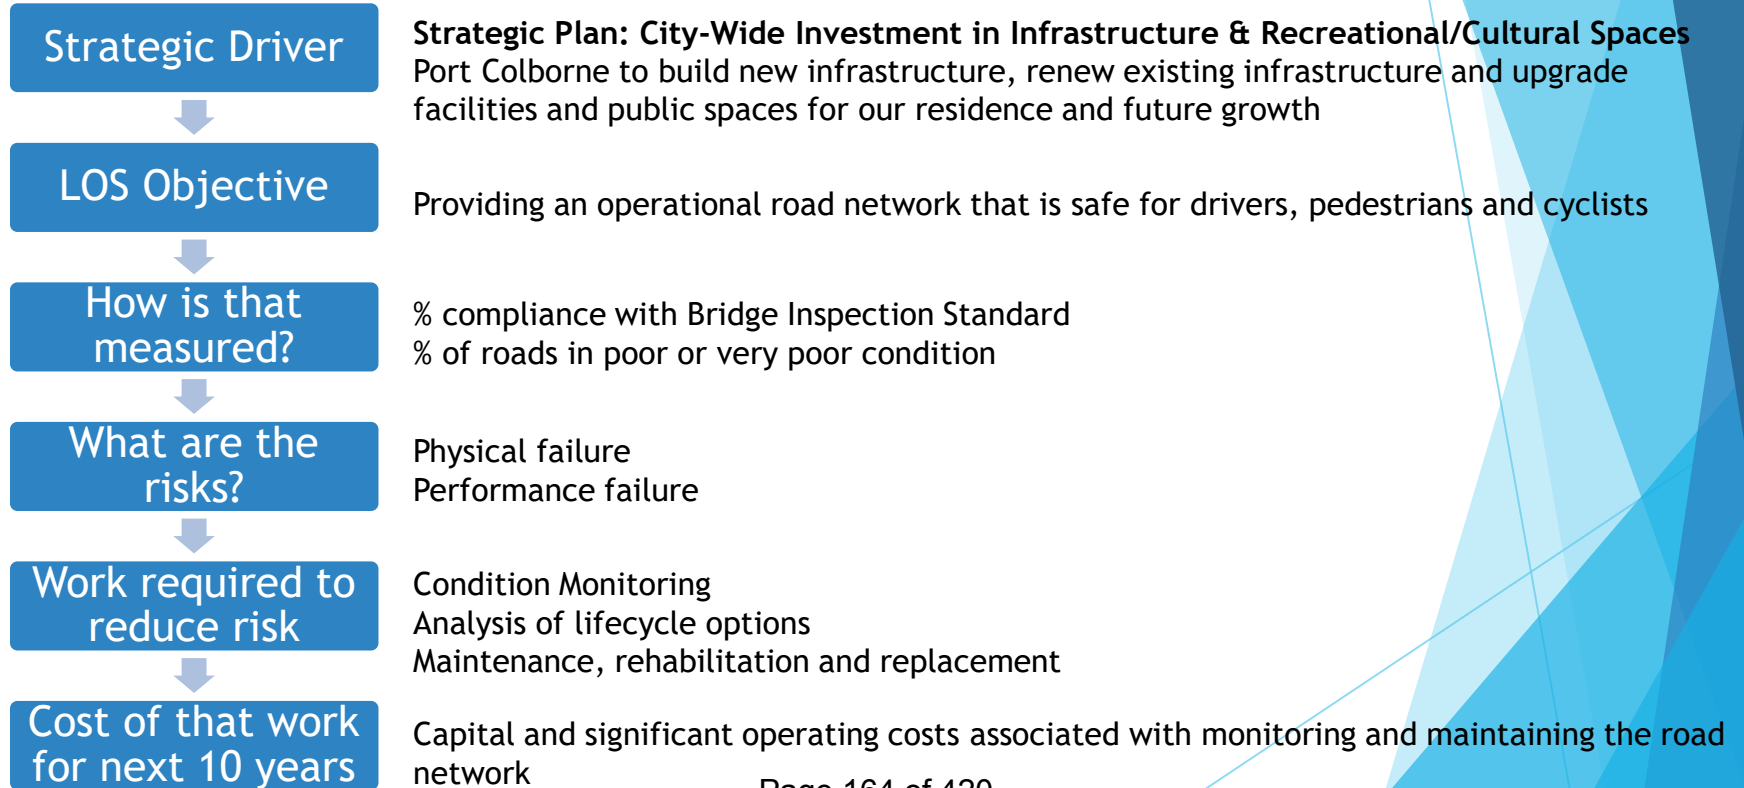 Strategic Driver
Strategic Plan: City-Wide Investment in Infrastructure & Recreational/Cultural Spaces
Port Colborne to build new infrastructure, renew existing infrastructure and upgrade
facilities and public spaces for our residence and future growth
LOS Objective
Providing an operational road network that is safe for drivers, pedestrians and cyclists
How is that
measured?
% compliance with Bridge Inspection Standard
% of roads in poor or very poor condition
What are the
risks?
Physical failure
Performance failure
Work required to
reduce risk
Condition Monitoring
Analysis of lifecycle options
Maintenance, rehabilitation and replacement
Cost of that work
for next 10 years
Capital and significant operating costs associated with monitoring and maintaining the road
network
Page 164 of 420